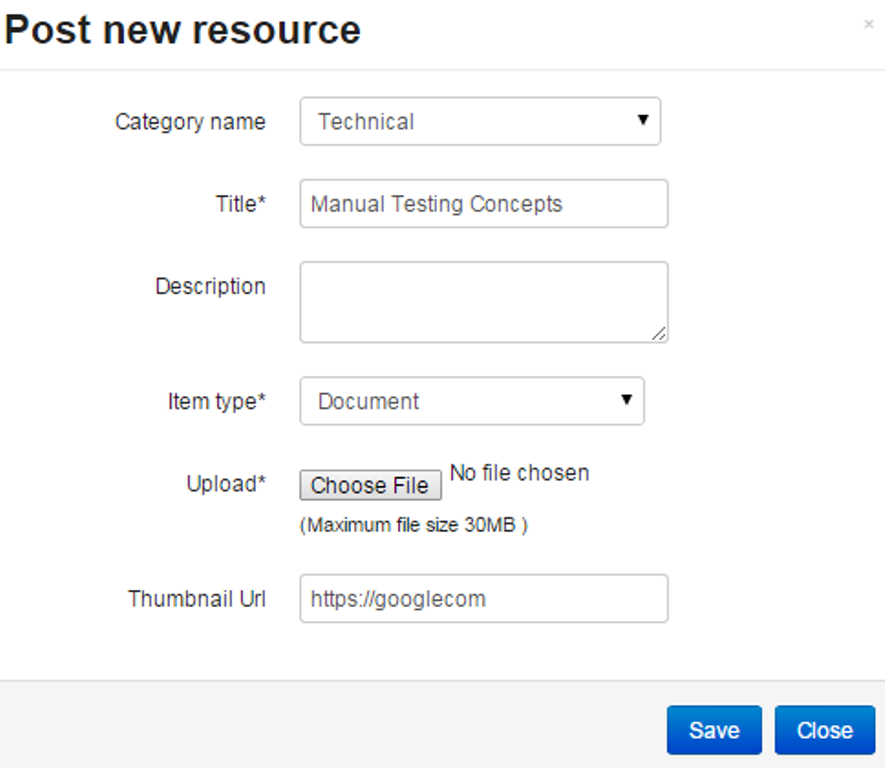 Post new resource ×
Category name Technical ▼
Title* Manual Testing Concepts
Description
Item type* Document ▼
Upload* Choose File No file chosen
(Maximum file size 30MB )
Thumbnail Url https://googlecom
Save Close